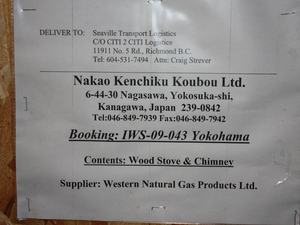 DELIVER TO: Seaville Transport Logistics
C/O CITI 2 CITI Logistics
11911 No. 5 Rd., Richmond B.C.
Tel: 604-531-7494 Attn: Craig Strever
Nakao Kenchiku Koubou Ltd.
6-44-30 Nagasawa, Yokosuka-shi,
Kanagawa, Japan 239-0842
Tel:046-849-7939 Fax:046-849-7942
Booking: IWS-09-043 Yokohama
Contents: Wood Stove & Chimney
Supplier: Western Natural Gas Products Ltd.